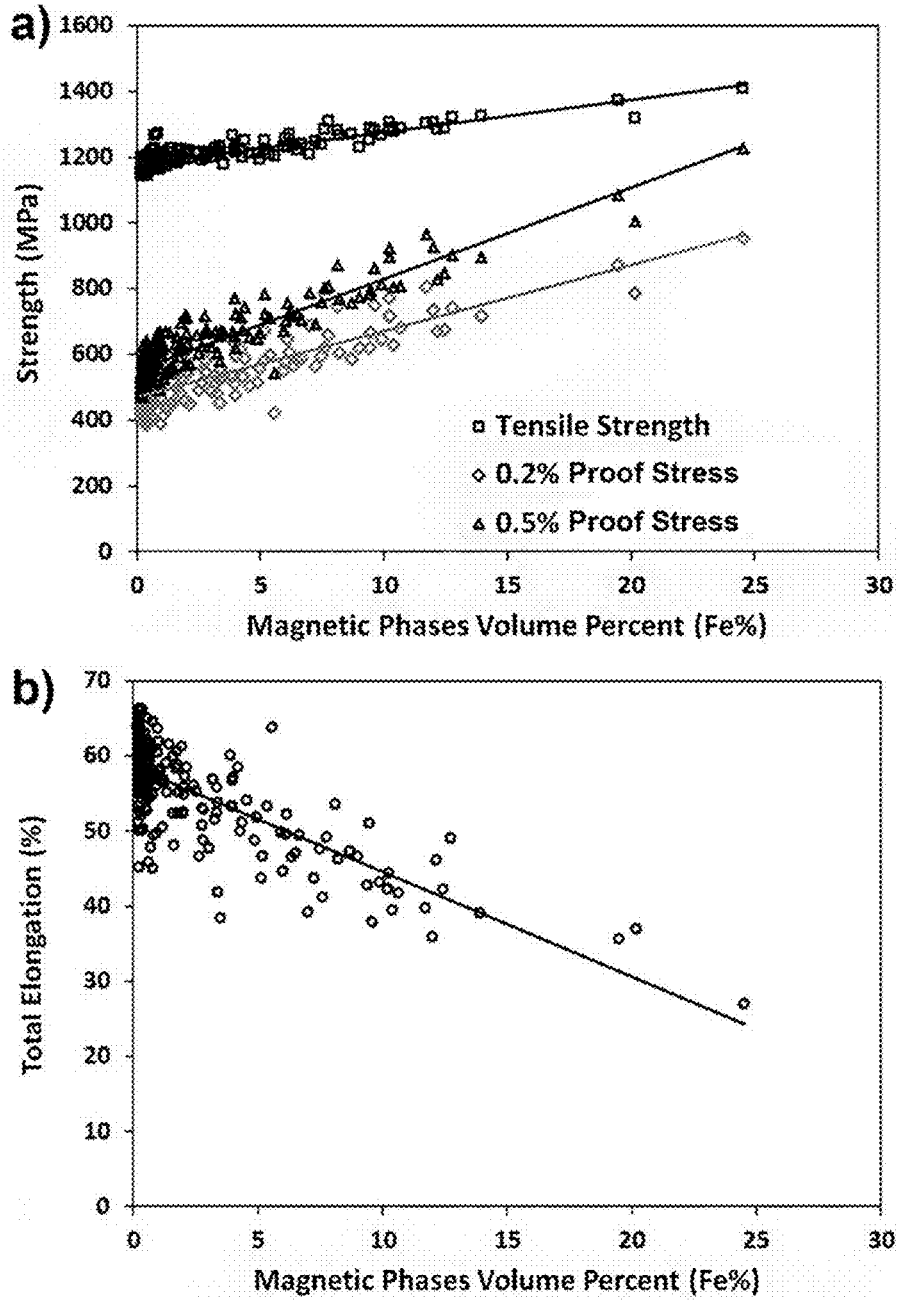 a)
1600
1400
1200
1000
800
600
400
200
0
Strength (MPa)
Tensile Strength
0.2% Proof Stress
0.5% Proof Stress
0 5 10 15 20 25 30
Magnetic Phases Volume Percent (Fe%)
b)
70
60
50
40
30
20
10
0
Total Elongation (%)
0 5 10 15 20 25 30
Magnetic Phases Volume Percent (Fe%)